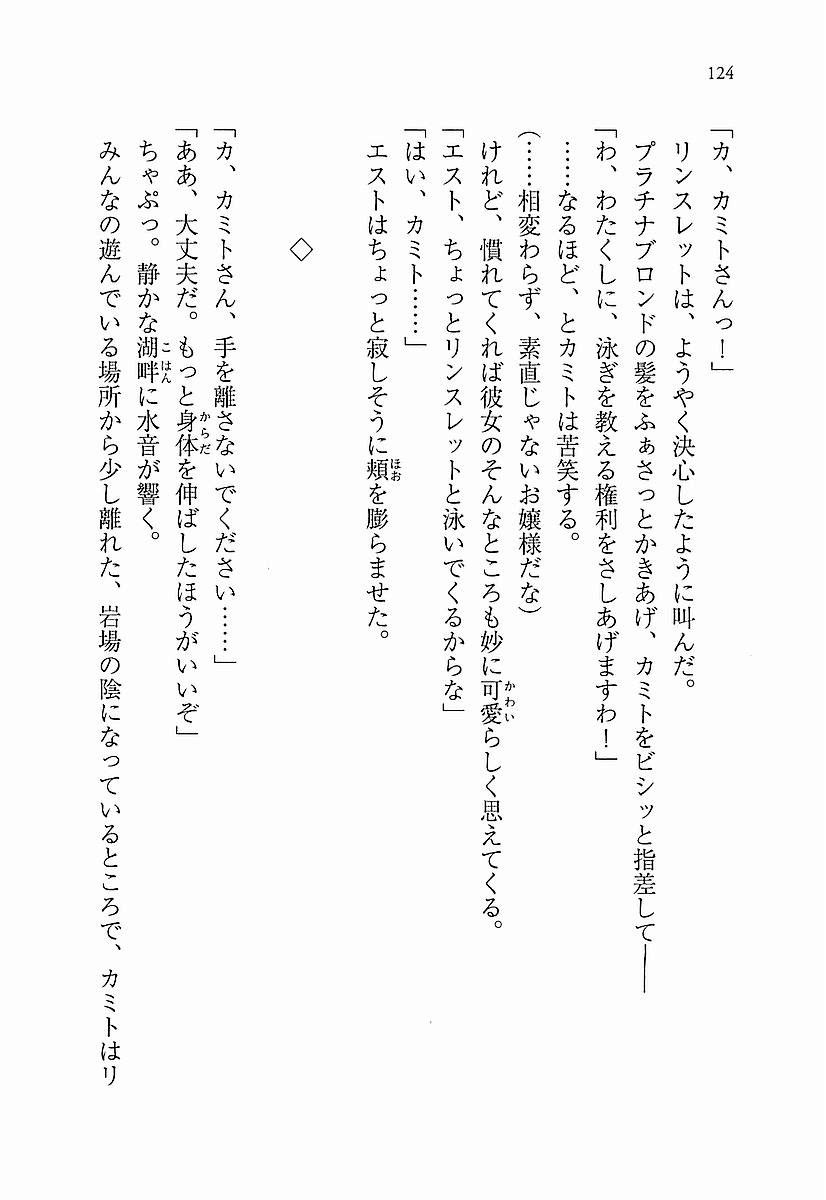 124
「カ、カミトさんっ！」
リンスレットは、ようやく決心したように叫んだ。
プラチナブロンドの髪をふぁさっとかきあげ、カミトをビシッと指差して――
「わ、わたくしに、泳ぎを教える権利をさしあげますわ！」
……なるほど、とカミトは苦笑する。
（……相変わらず、素直じゃないお嬢様だな）
けれど、慣れてくれば彼女のそんなところも妙に可愛らしく思えてくる。
「エスト、ちょっとリンスレットと泳いでくるからな」
「はい、カミト……」
エストはちょっと寂しそうに頬を膨らませた。
◇
「カ、カミトさん、手を離さないでください……」
「ああ、大丈夫だ。もっと身体を伸ばしたほうがいいぞ」
ちゃぷっ。静かな湖畔に水音が響く。
みんなの遊んでいる場所から少し離れた、岩場の陰になっているところで、カミトはリ